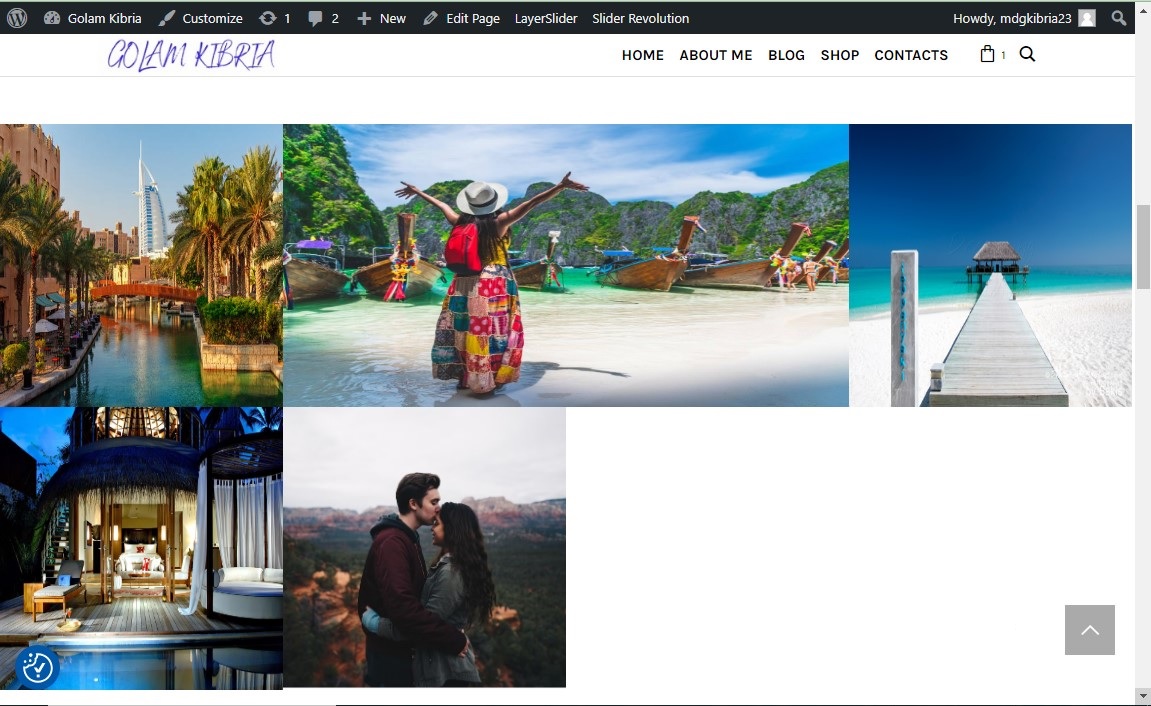 Golam Kibria Customize 1 2 New Edit Page LayerSlider Slider Revolution Howdy, mdgkibria23
GOLAM KIBRIA HOME ABOUT ME BLOG SHOP CONTACTS 1